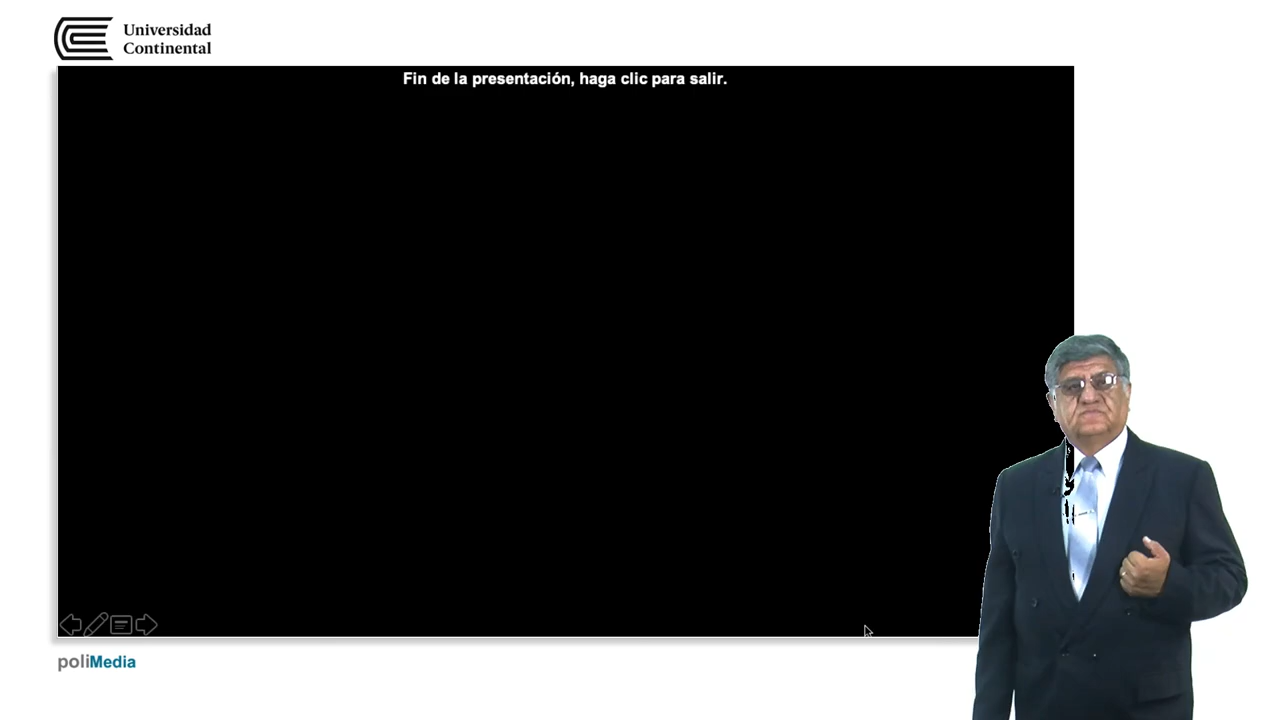 Universidad
Continental
Fin de la presentación, haga clic para salir.
poliMedia